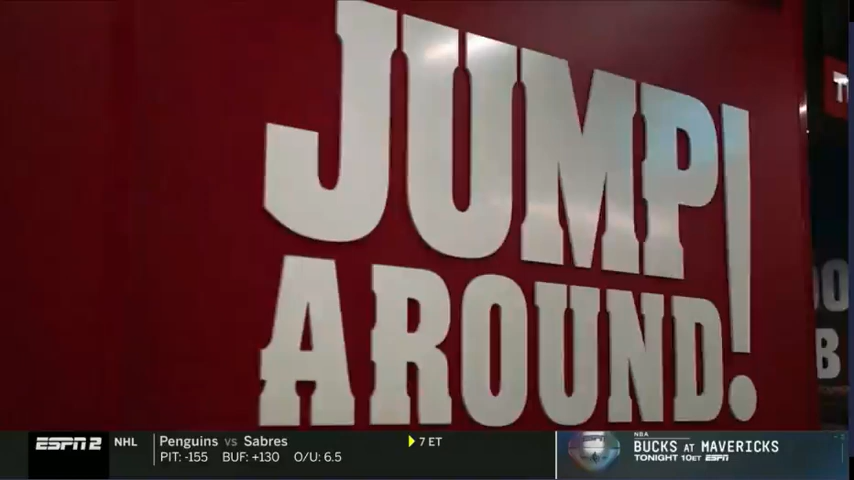 JUMP
AROUND!
T
OO
B
ESPN2
NHL
Penguins vs Sabres
7 ET
PIT: -155 BUF: +130 O/U: 6.5
NBA
BUCKS AT MAVERICKS
TONIGHT 10ET ESPN